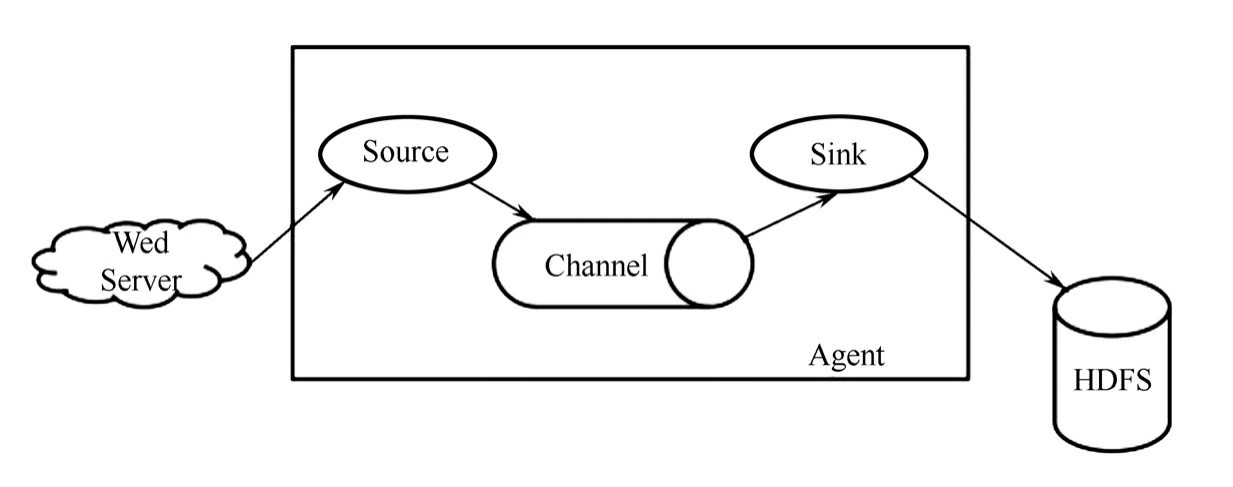 Source
Sink
Wed
Server
Channel
Agent
HDFS